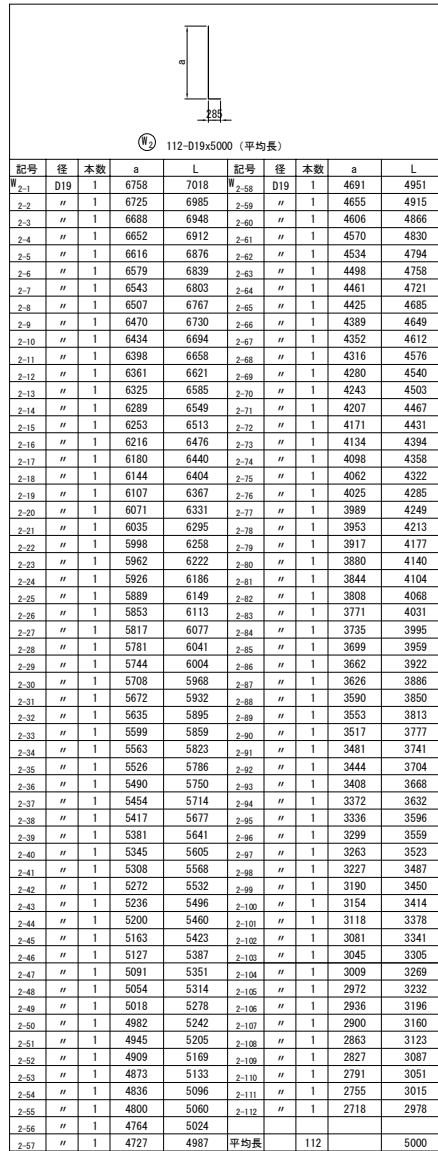 a
285
W2 112-D19x5000 (平均長)
記号 径 本数 a L 記号 径 本数 a L
W2-1 D19 1 6758 7018 W2-58 D19 1 4691 4951
2-2 〃 1 6725 6985 2-59 〃 1 4655 4915
2-3 〃 1 6688 6948 2-60 〃 1 4606 4866
2-4 〃 1 6652 6912 2-61 〃 1 4570 4830
2-5 〃 1 6616 6876 2-62 〃 1 4534 4794
2-6 〃 1 6579 6839 2-63 〃 1 4498 4758
2-7 〃 1 6543 6803 2-64 〃 1 4461 4721
2-8 〃 1 6507 6767 2-65 〃 1 4425 4685
2-9 〃 1 6470 6730 2-66 〃 1 4389 4649
2-10 〃 1 6434 6694 2-67 〃 1 4352 4612
2-11 〃 1 6398 6658 2-68 〃 1 4316 4576
2-12 〃 1 6361 6621 2-69 〃 1 4280 4540
2-13 〃 1 6325 6585 2-70 〃 1 4243 4503
2-14 〃 1 6289 6549 2-71 〃 1 4207 4467
2-15 〃 1 6253 6513 2-72 〃 1 4171 4431
2-16 〃 1 6216 6476 2-73 〃 1 4134 4394
2-17 〃 1 6180 6440 2-74 〃 1 4098 4358
2-18 〃 1 6144 6404 2-75 〃 1 4062 4322
2-19 〃 1 6107 6367 2-76 〃 1 4025 4285
2-20 〃 1 6071 6331 2-77 〃 1 3989 4249
2-21 〃 1 6035 6295 2-78 〃 1 3953 4213
2-22 〃 1 5998 6258 2-79 〃 1 3917 4177
2-23 〃 1 5962 6222 2-80 〃 1 3880 4140
2-24 〃 1 5926 6186 2-81 〃 1 3844 4104
2-25 〃 1 5889 6149 2-82 〃 1 3808 4068
2-26 〃 1 5853 6113 2-83 〃 1 3771 4031
2-27 〃 1 5817 6077 2-84 〃 1 3735 3995
2-28 〃 1 5781 6041 2-85 〃 1 3699 3959
2-29 〃 1 5744 6004 2-86 〃 1 3662 3922
2-30 〃 1 5708 5968 2-87 〃 1 3626 3886
2-31 〃 1 5672 5932 2-88 〃 1 3590 3850
2-32 〃 1 5635 5895 2-89 〃 1 3553 3813
2-33 〃 1 5599 5859 2-90 〃 1 3517 3777
2-34 〃 1 5563 5823 2-91 〃 1 3481 3741
2-35 〃 1 5526 5786 2-92 〃 1 3444 3704
2-36 〃 1 5490 5750 2-93 〃 1 3408 3668
2-37 〃 1 5454 5714 2-94 〃 1 3372 3632
2-38 〃 1 5417 5677 2-95 〃 1 3336 3596
2-39 〃 1 5381 5641 2-96 〃 1 3299 3559
2-40 〃 1 5345 5605 2-97 〃 1 3263 3523
2-41 〃 1 5308 5568 2-98 〃 1 3227 3487
2-42 〃 1 5272 5532 2-99 〃 1 3190 3450
2-43 〃 1 5236 5496 2-100 〃 1 3154 3414
2-44 〃 1 5200 5460 2-101 〃 1 3118 3378
2-45 〃 1 5163 5423 2-102 〃 1 3081 3341
2-46 〃 1 5127 5387 2-103 〃 1 3045 3305
2-47 〃 1 5091 5351 2-104 〃 1 3009 3269
2-48 〃 1 5054 5314 2-105 〃 1 2972 3232
2-49 〃 1 5018 5278 2-106 〃 1 2936 3196
2-50 〃 1 4982 5242 2-107 〃 1 2900 3160
2-51 〃 1 4945 5205 2-108 〃 1 2863 3123
2-52 〃 1 4909 5169 2-109 〃 1 2827 3087
2-53 〃 1 4873 5133 2-110 〃 1 2791 3051
2-54 〃 1 4836 5096 2-111 〃 1 2755 3015
2-55 〃 1 4800 5060 2-112 〃 1 2718 2978
2-56 〃 1 4764 5024
2-57 〃 1 4727 4987 平均長 112 5000